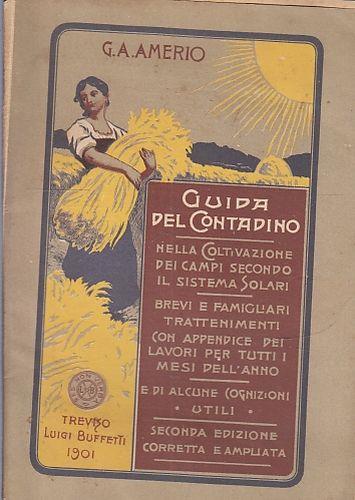 G.A.AMERIO
GUIDA
DEL CONTADINO
NELLA COLTIVAZIONE
DEI CAMPI SECONDO
IL SISTEMA SOLARI
BREVI E FAMIGLIARI
TRATTENIMENTI
CON APPENDICE DEI
LAVORI PER TUTTI I
MESI DELL'ANNO
E DI ALCUNE COGNIZIONI
• UTILI •
SECONDA EDIZIONE
CORRETTA E AMPLIATA
TREVISO
LUIGI BUFFETTI
1901